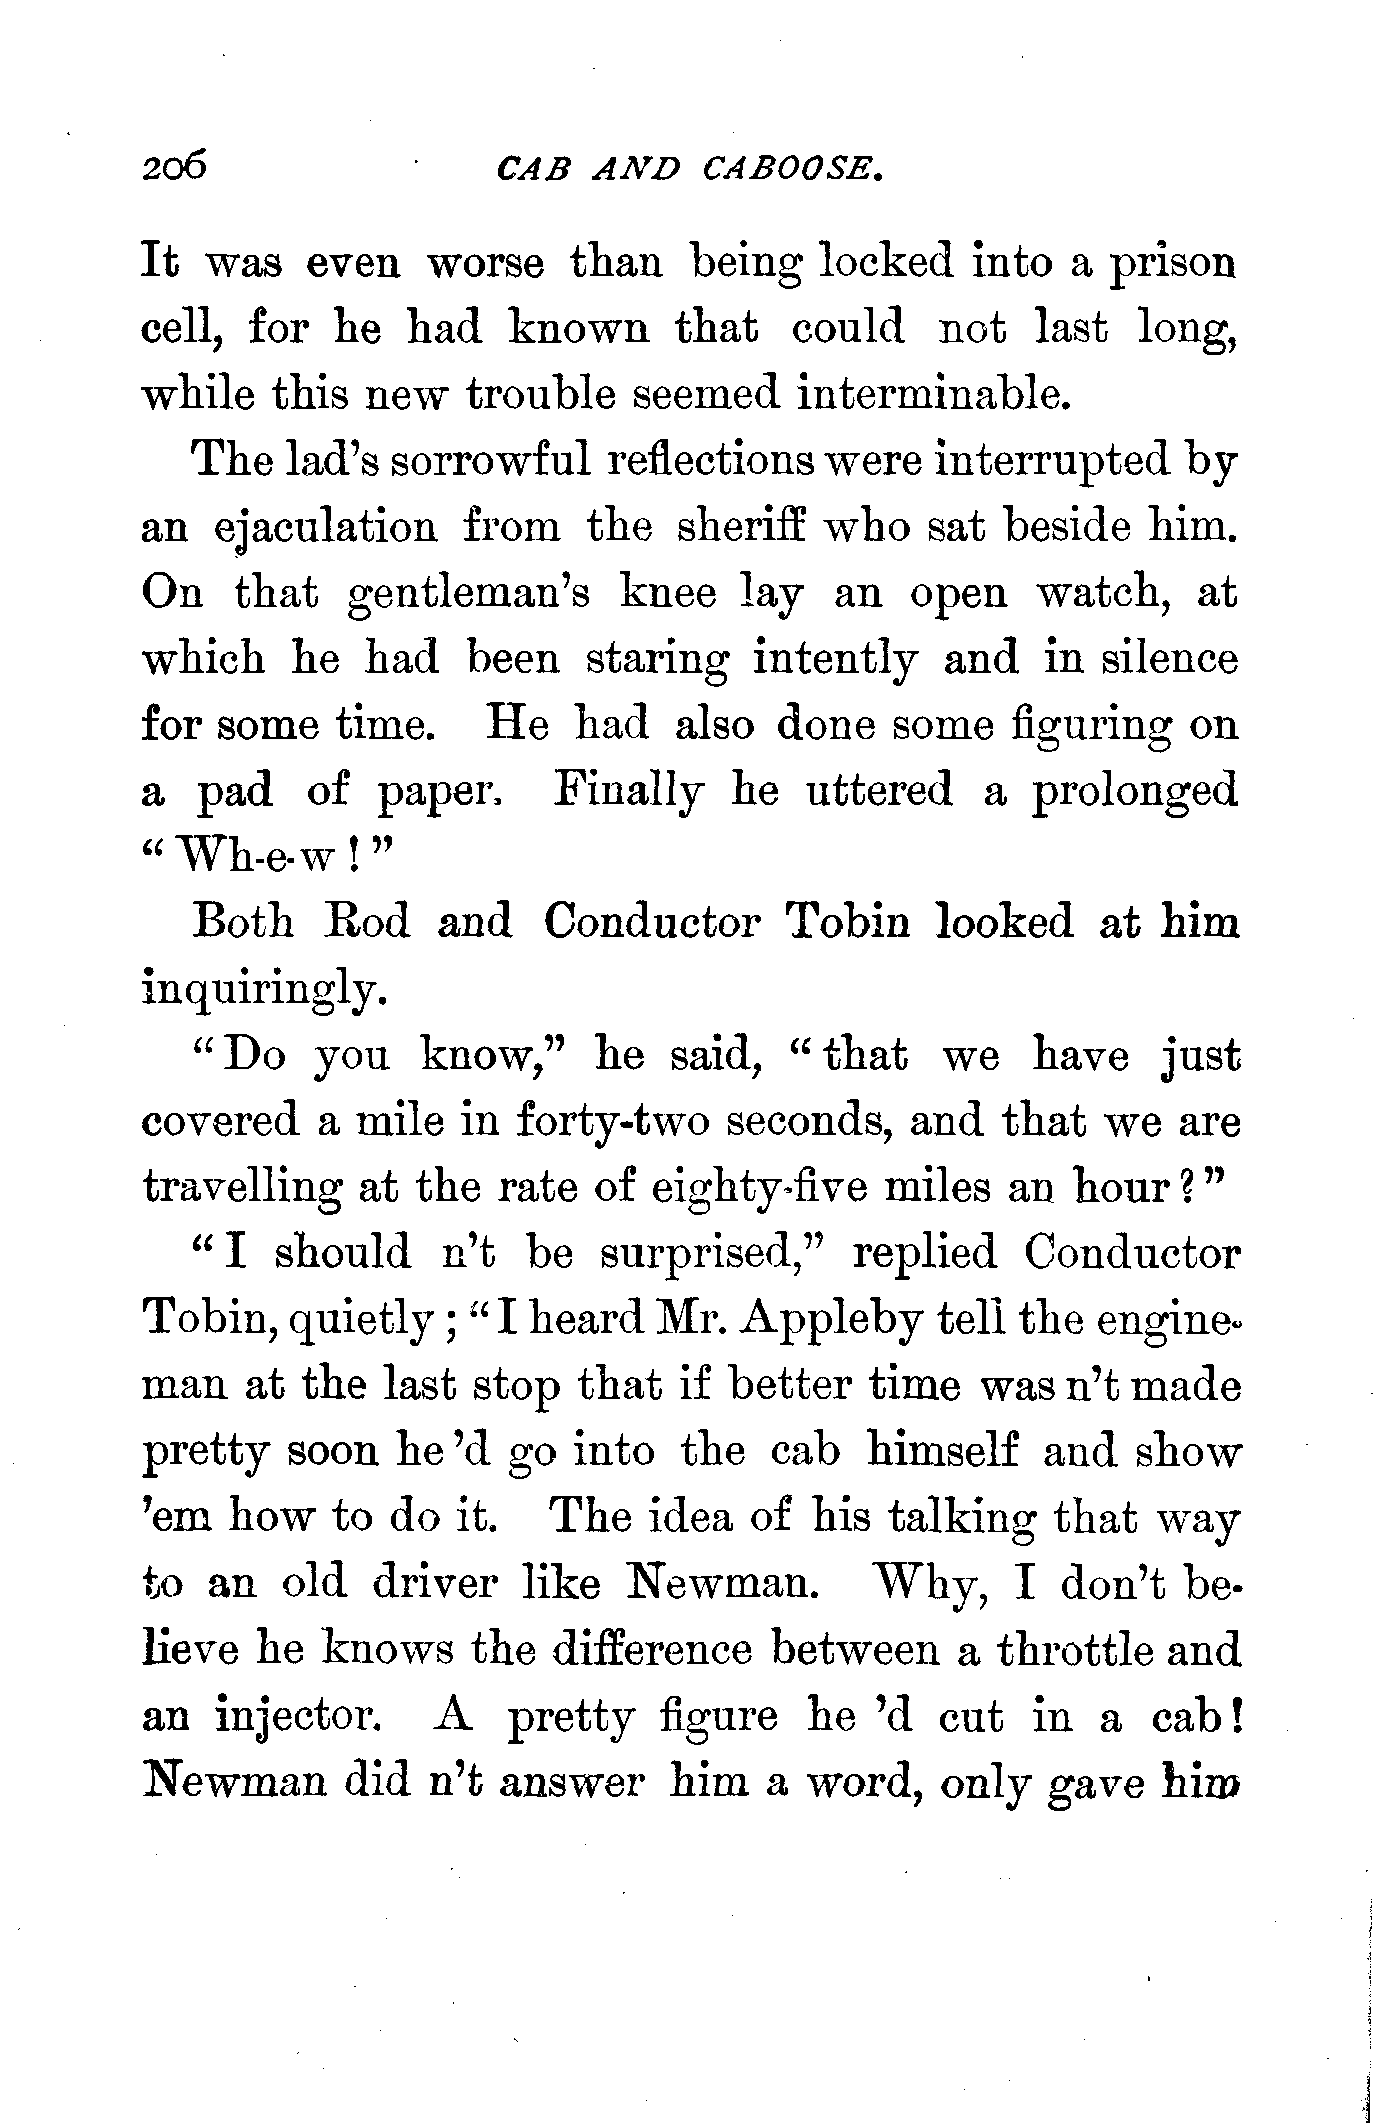 206 CAB AND CABOOSE.
It was even worse than being locked into a prison
cell, for he had known that could not last long,
while this new trouble seemed interminable.
The lad's sorrowful reflections were interrupted by
an ejaculation from the sheriff who sat beside him.
On that gentleman's knee lay an open watch, at
which he had been staring intently and in silence
for some time. He had also done some figuring on
a pad of paper. Finally he uttered a prolonged
“Wh-e-w!”
Both Rod and Conductor Tobin looked at him
inquiringly.
“Do you know,” he said, “that we have just
covered a mile in forty-two seconds, and that we are
travelling at the rate of eighty-five miles an hour?”
“I should n't be surprised,” replied Conductor
Tobin, quietly; “I heard Mr. Appleby tell the engine-
man at the last stop that if better time was n't made
pretty soon he 'd go into the cab himself and show
'em how to do it. The idea of his talking that way
to an old driver like Newman. Why, I don't be-
lieve he knows the difference between a throttle and
an injector. A pretty figure he 'd cut in a cab!
Newman did n't answer him a word, only gave him